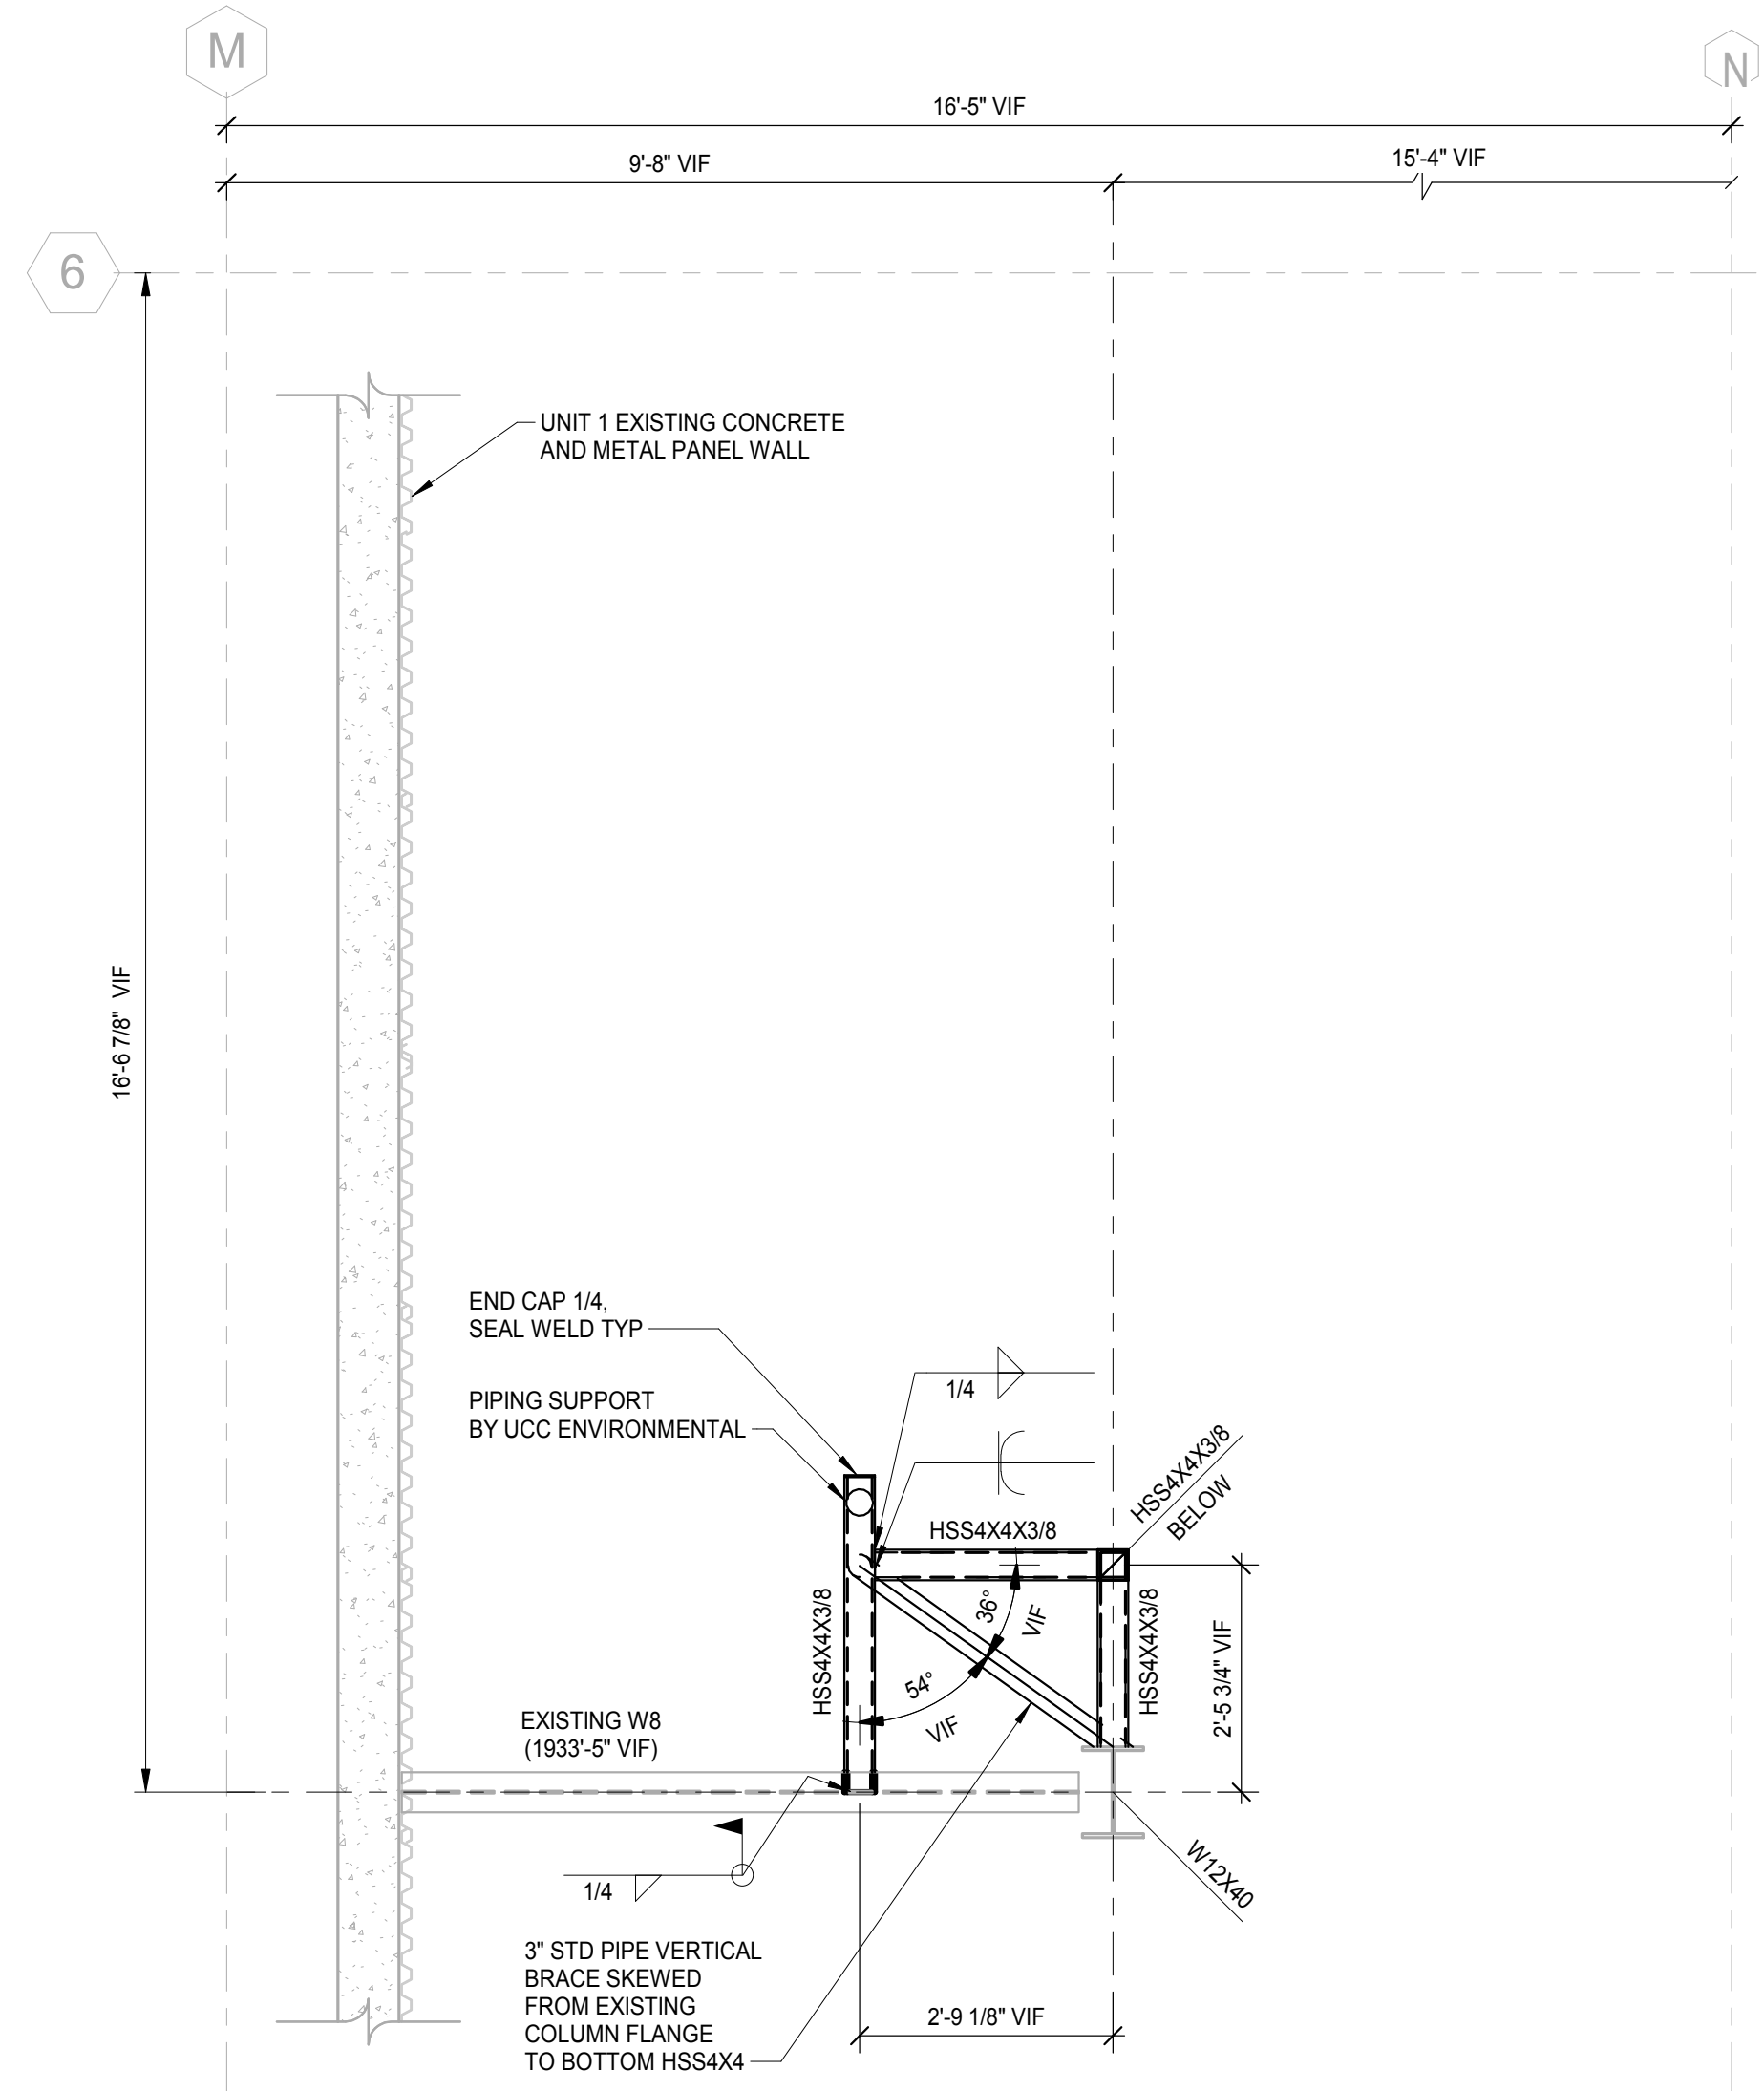 M
N
16'-5" VIF
9'-8" VIF
15'-4" VIF
6
UNIT 1 EXISTING CONCRETE
AND METAL PANEL WALL
16'-6 7/8" VIF
END CAP 1/4,
SEAL WELD TYP
1/4
PIPING SUPPORT
BY UCC ENVIRONMENTAL
HSS4X4X3/8
BELOW
HSS4X4X3/8
HSS4X4X3/8
36°
VIF
HSS4X4X3/8
2'-5 3/4" VIF
54°
VIF
EXISTING W8
(1933'-5" VIF)
W12X40
1/4
3" STD PIPE VERTICAL
BRACE SKEWED
FROM EXISTING
COLUMN FLANGE
TO BOTTOM HSS4X4
2'-9 1/8" VIF